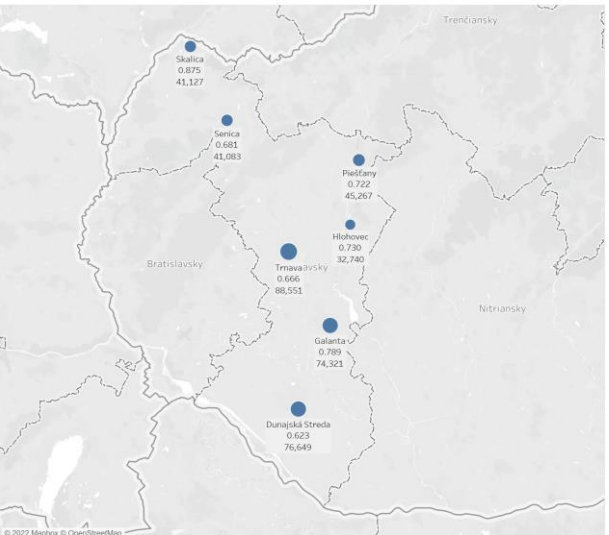 Trenčiansky
Skalica
0.875
41,127
Senica
0.681
41,083
Piešťany
0.722
45,267
Hlohovec
0.730
32,740
Bratislavský
Trnava avský
0.666
88,551
Nitriansky
Galanta
0.789
74,321
Dunajská Streda
0.623
76,649
© 2022 Mapbox © OpenStreetMap